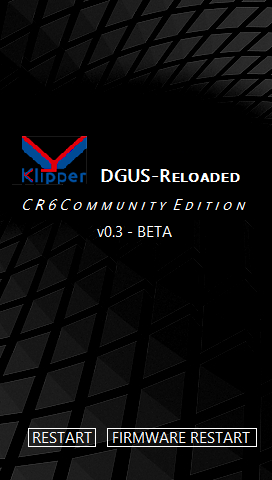 Klipper DGUS-Reloaded
CR6Community Edition
v0.3 - BETA
RESTART FIRMWARE RESTART